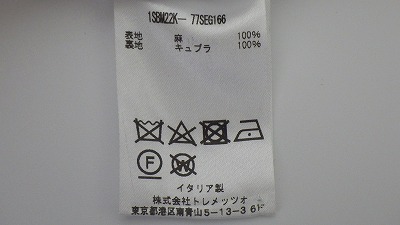 1SBM22K- 77SEG166
表地 麻 100%
裏地 キュプラ 100%
F W
イタリア製
株式会社トレメッツォ
東京都港区南青山5-13-3 6F